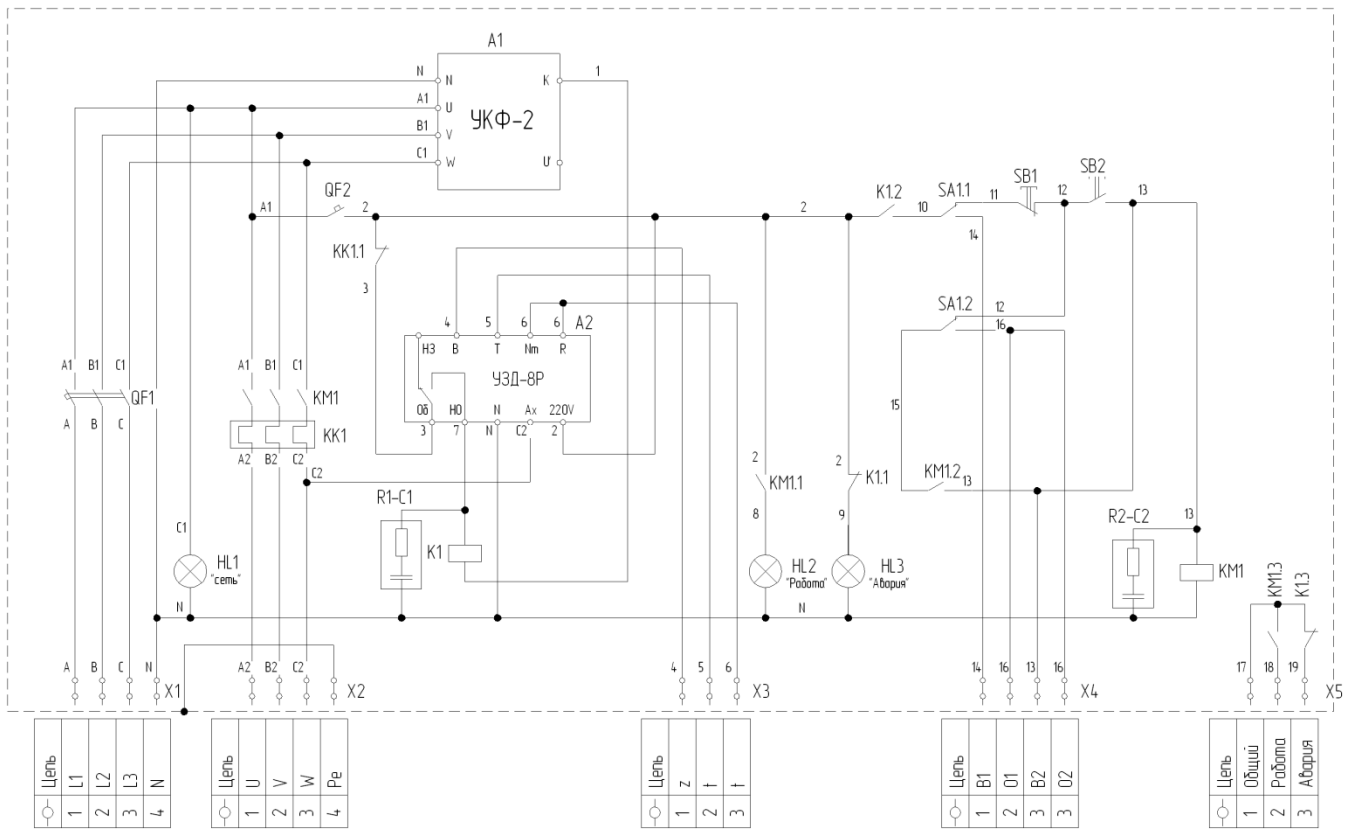 A1
N N K 1
A1 U
B1 V
УКФ-2
C1 W U'
QF2
A1 2 2
K1.2 10 SA1.1 11 SB1 12 SB2 13
14
KK1.1
3
4 5 6 6 A2
НЗ В Т Nт R
УЗД-8Р
Об НО N Ах 220V
3 7 N C2 2
SA1.2 12
16
15
A1 B1 C1
QF1
A B C
A1 B1 C1
KM1
KK1
A2 B2 C2
C2
2 KM1.1
8
2 K1.1
9
KM1.2 13
R1-C1
K1
R2-C2
13
KM1
C1
HL1
"сеть"
HL2
"Работа"
HL3
"Авария"
N
N
KM1.3
K1.3
A B C N X1
A2 B2 C2 X2
4 5 6 X3
14 16 13 16 X4
17 18 19 X5
Цепь
1 L1
2 L2
3 L3
4 N
Цепь
1 U
2 V
3 W
4 Pe
Цепь
1 z
2 t
3 t
Цепь
1 B1
2 O1
3 B2
4 O2
Цепь
1 Общий
2 Работа
3 Авария